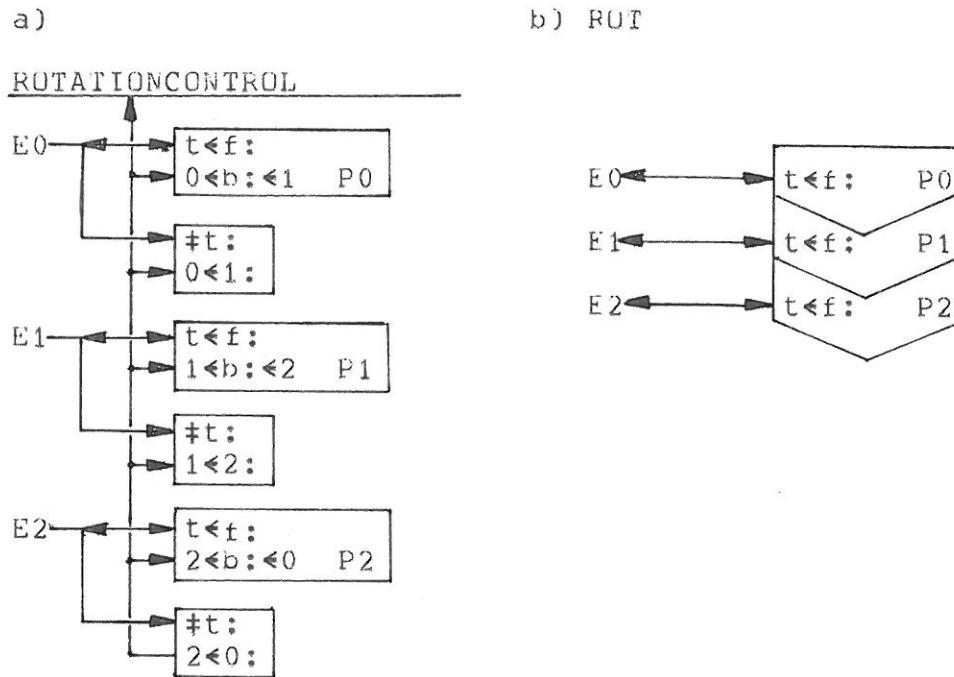 a)
ROTATIONCONTROL
E0
t<f:
0<b:<1 P0
‡t:
0<1:
E1
t<f:
1<b:<2 P1
‡t:
1<2:
E2
t<f:
2<b:<0 P2
‡t:
2<0:
b) ROT
E0
t<f: P0
E1
t<f: P1
E2
t<f: P2